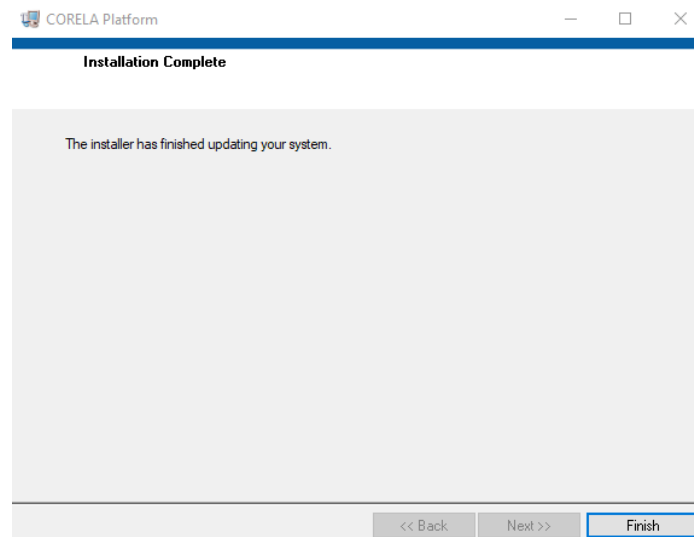 CORELA Platform
Installation Complete
The installer has finished updating your system.
<< Back Next >> Finish